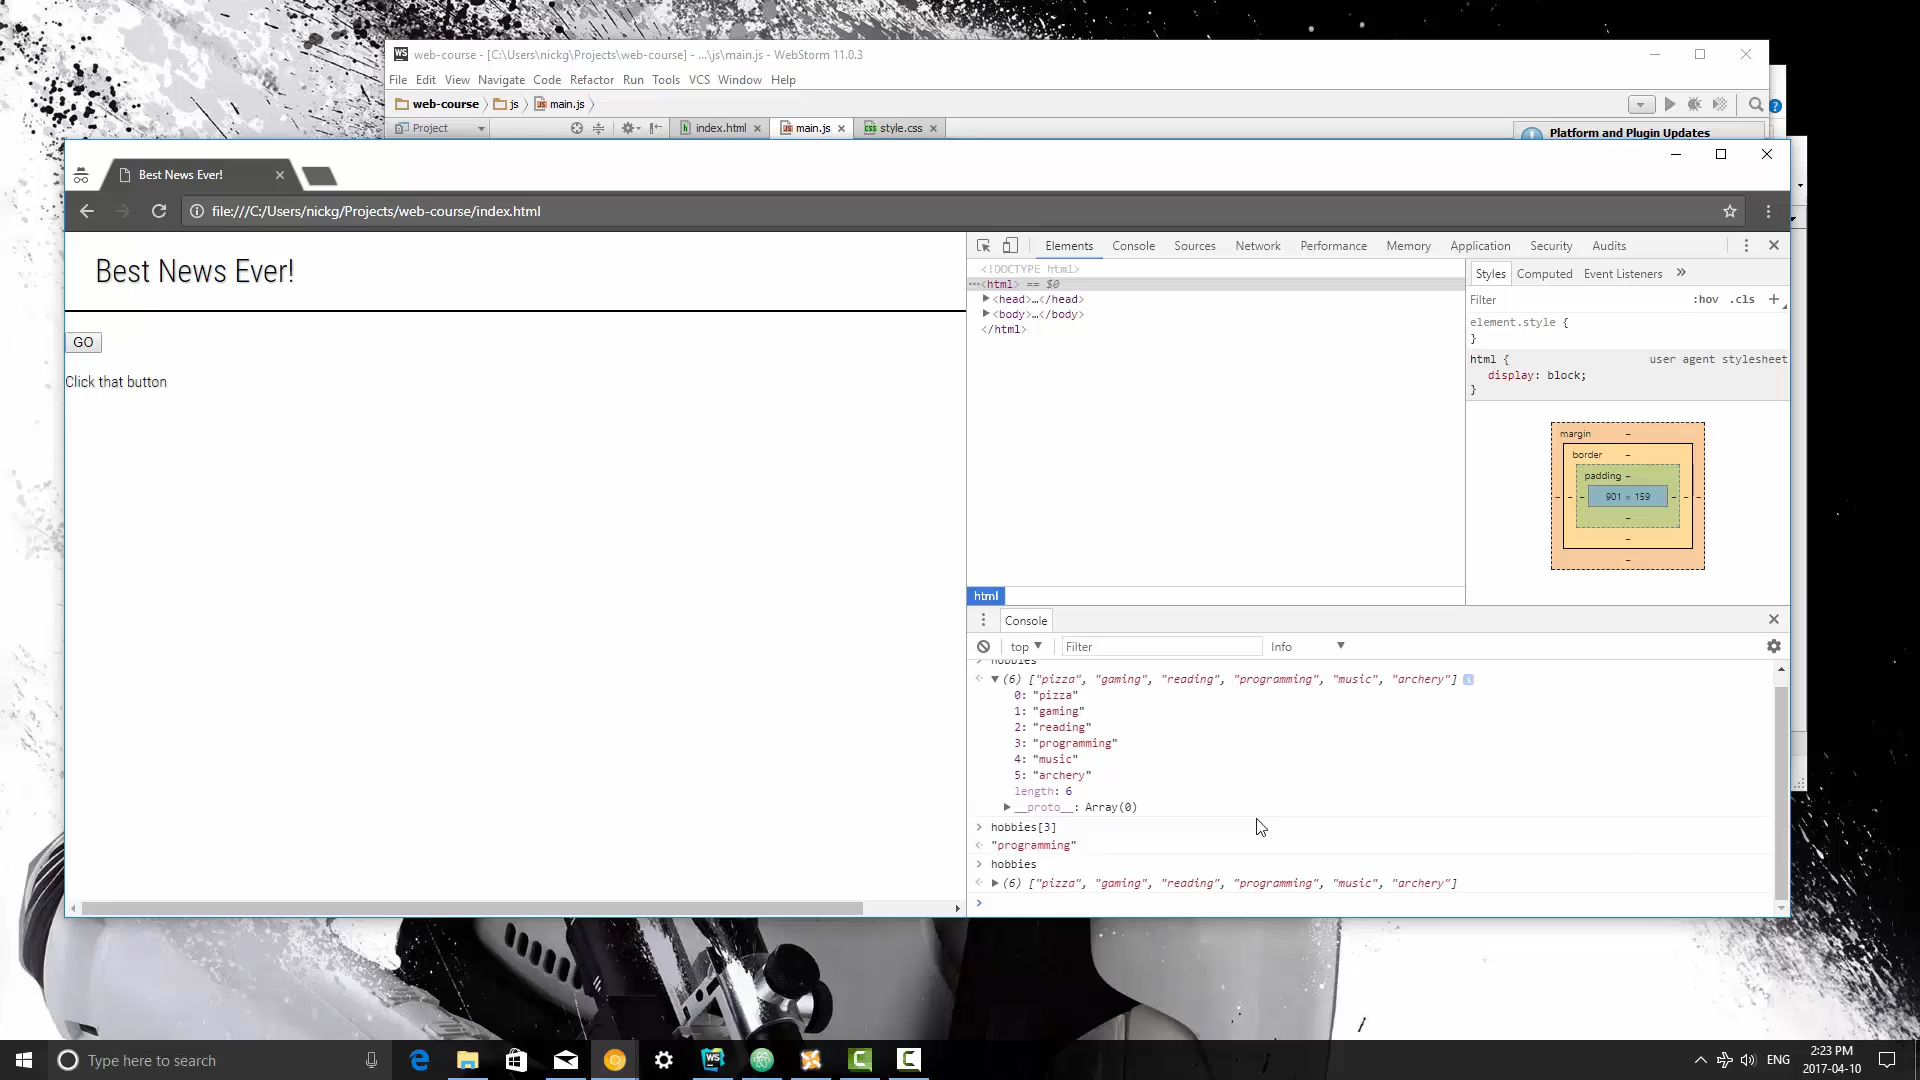 WS web-course - [C:\Users\nickg\Projects\web-course] - ...\js\main.js - WebStorm 11.0.3
File Edit View Navigate Code Refactor Run Tools VCS Window Help
web-course js main.js
Project index.html main.js style.css
Platform and Plugin Updates
Best News Ever!
file:///C:/Users/nickg/Projects/web-course/index.html
Best News Ever!
GO
Click that button
Elements Console Sources Network Performance Memory Application Security Audits
<!DOCTYPE html>
<html> == $0
<head>…</head>
<body>…</body>
</html>
html
Styles Computed Event Listeners »
Filter :hov .cls +
element.style {
}
html { user agent stylesheet
display: block;
}
margin –
border –
padding –
– – – 901 × 159 – – –
–
–
–
Console
top Filter Info
hobbies
(6) ["pizza", "gaming", "reading", "programming", "music", "archery"] i
0: "pizza"
1: "gaming"
2: "reading"
3: "programming"
4: "music"
5: "archery"
length: 6
__proto__: Array(0)
> hobbies[3]
"programming"
> hobbies
(6) ["pizza", "gaming", "reading", "programming", "music", "archery"]
>
Type here to search
WS
ENG
2:23 PM
2017-04-10